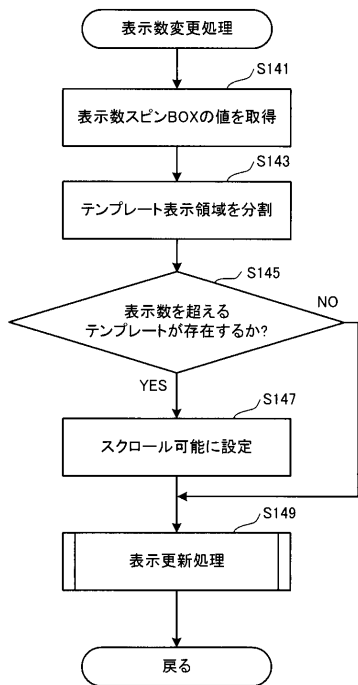 表示数変更処理
S141
表示数スピンBOXの値を取得
S143
テンプレート表示領域を分割
S145
表示数を超える
テンプレートが存在するか?
NO
YES
S147
スクロール可能に設定
S149
表示更新処理
戻る